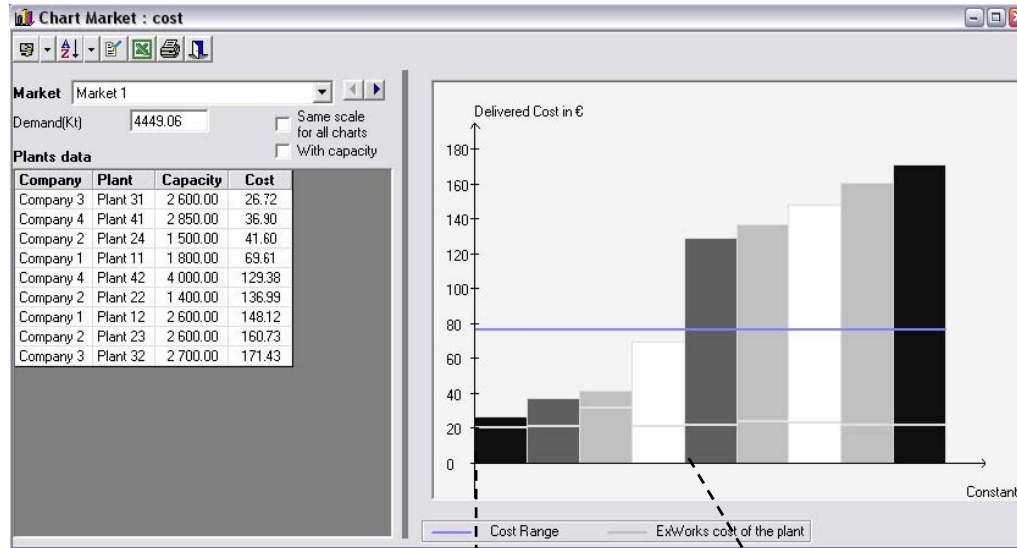 Chart Market : cost
Market Market 1
Demand(Kt) 4449.06
Same scale
for all charts
With capacity
Plants data
Company Plant Capacity Cost
Company 3 Plant 31 2 600.00 26.72
Company 4 Plant 41 2 850.00 36.90
Company 2 Plant 24 1 500.00 41.60
Company 1 Plant 11 1 800.00 69.61
Company 4 Plant 42 4 000.00 129.38
Company 2 Plant 22 1 400.00 136.99
Company 1 Plant 12 2 600.00 148.12
Company 2 Plant 23 2 600.00 160.73
Company 3 Plant 32 2 700.00 171.43
Delivered Cost in €
180
160
140
120
100
80
60
40
20
0
Constant
Cost Range ExWorks cost of the plant